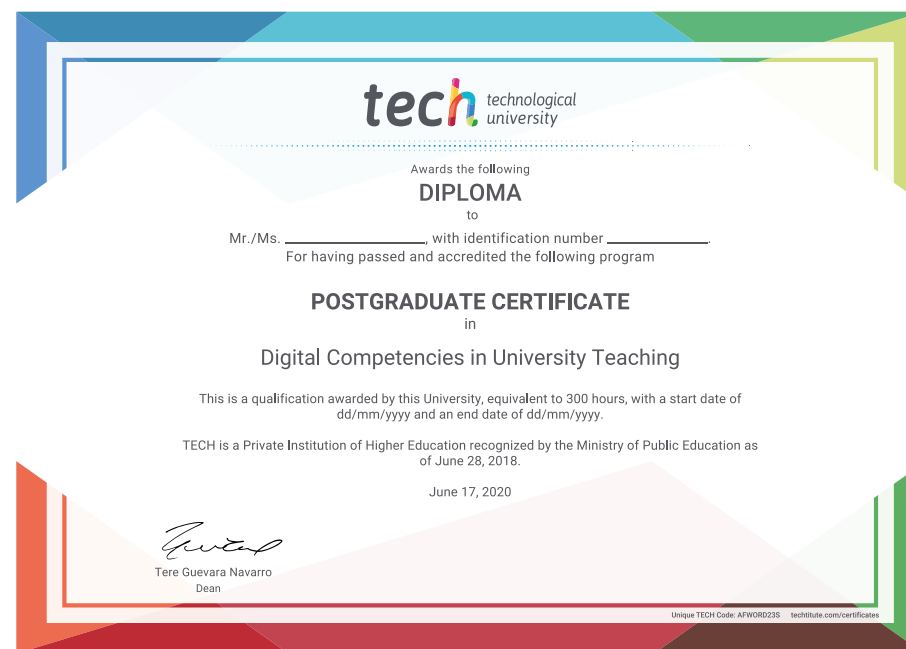 tech technological
university
Awards the following
DIPLOMA
to
Mr./Ms. ____________________, with identification number ______________.
For having passed and accredited the following program
POSTGRADUATE CERTIFICATE
in
Digital Competencies in University Teaching
This is a qualification awarded by this University, equivalent to 300 hours, with a start date of
dd/mm/yyyy and an end date of dd/mm/yyyy.
TECH is a Private Institution of Higher Education recognized by the Ministry of Public Education as
of June 28, 2018.
June 17, 2020
Tere Guevara Navarro
Dean
Unique TECH Code: AFWORD23S techtitute.com/certificates